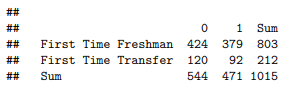 ##
## 0 1 Sum
## First Time Freshman 424 379 803
## First Time Transfer 120 92 212
## Sum 544 471 1015